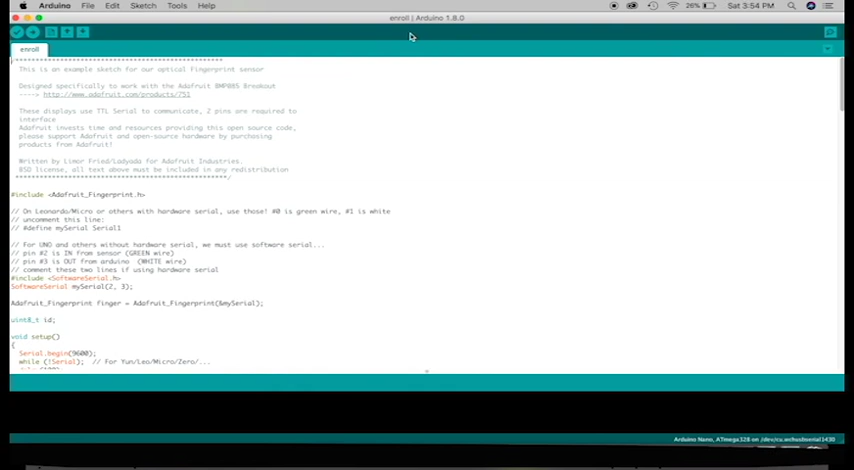 Arduino File Edit Sketch Tools Help 26% Sat 3:54 PM
enroll | Arduino 1.8.0
enroll
/***************************************************
This is an example sketch for our optical Fingerprint sensor
Designed specifically to work with the Adafruit BMP085 Breakout
----> http://www.adafruit.com/products/751
These displays use TTL Serial to communicate, 2 pins are required to
interface
Adafruit invests time and resources providing this open source code,
please support Adafruit and open-source hardware by purchasing
products from Adafruit!
Written by Limor Fried/Ladyada for Adafruit Industries.
BSD license, all text above must be included in any redistribution
****************************************************/
#include <Adafruit_Fingerprint.h>
// On Leonardo/Micro or others with hardware serial, use those! #0 is green wire, #1 is white
// uncomment this line:
// #define mySerial Serial1
// For UNO and others without hardware serial, we must use software serial...
// pin #2 is IN from sensor (GREEN wire)
// pin #3 is OUT from arduino (WHITE wire)
// comment these two lines if using hardware serial
#include <SoftwareSerial.h>
SoftwareSerial mySerial(2, 3);
Adafruit_Fingerprint finger = Adafruit_Fingerprint(&mySerial);
uint8_t id;
void setup()
{
Serial.begin(9600);
while (!Serial); // For Yun/Leo/Micro/Zero/...
Arduino Nano, ATmega328 on /dev/cu.wchusbserial1430